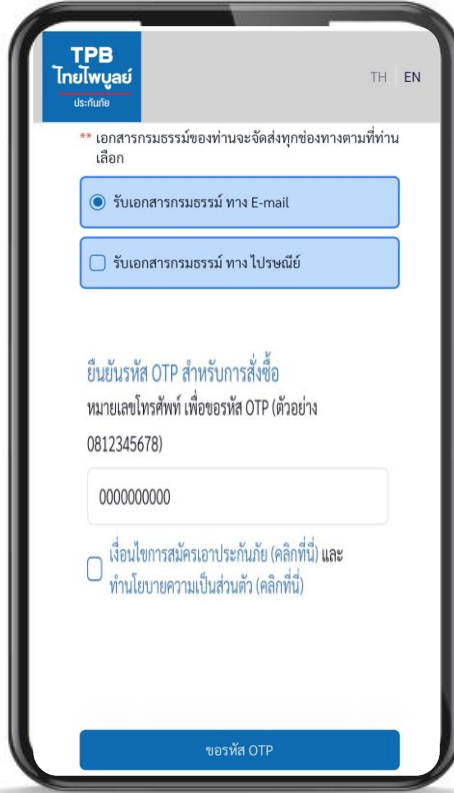 TPB
ไทยไพบูลย์
ประกันภัย
TH EN
** เอกสารกรมธรรม์ของท่านจะจัดส่งทุกช่องทางตามที่ท่าน
เลือก
รับเอกสารกรมธรรม์ ทาง E-mail
รับเอกสารกรมธรรม์ ทาง ไปรษณีย์
ยืนยันรหัส OTP สำหรับการสั่งซื้อ
หมายเลขโทรศัพท์ เพื่อขอรหัส OTP (ตัวอย่าง
0812345678)
0000000000
เงื่อนไขการสมัครเอาประกันภัย (คลิกที่นี่) และ
ทำนโยบายความเป็นส่วนตัว (คลิกที่นี่)
ขอรหัส OTP